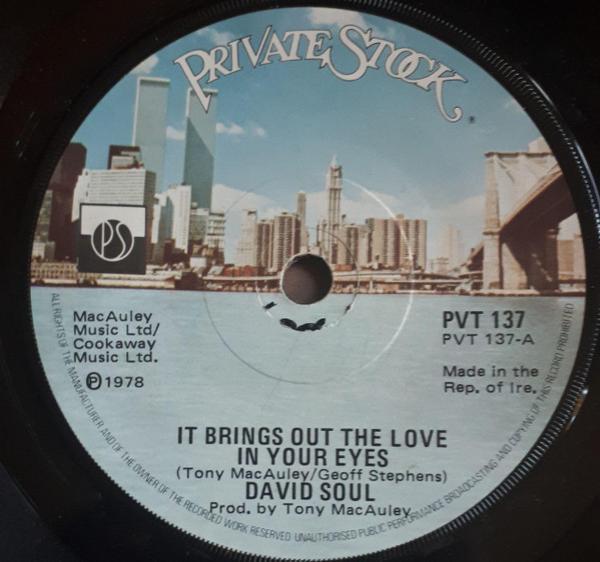 PRIVATE STOCK
®
PS
MacAuley
Music Ltd/
Cookaway
Music Ltd.
Ⓟ1978
PVT 137
PVT 137-A
Made in the
Rep. of Ire.
IT BRINGS OUT THE LOVE
IN YOUR EYES
(Tony MacAuley/Geoff Stephens)
DAVID SOUL
Prod. by Tony MacAuley
ALL RIGHTS OF THE MANUFACTURER AND OF THE OWNER OF THE RECORDED WORK RESERVED UNAUTHORISED PUBLIC PERFORMANCE BROADCASTING AND COPYING OF THIS RECORD PROHIBITED